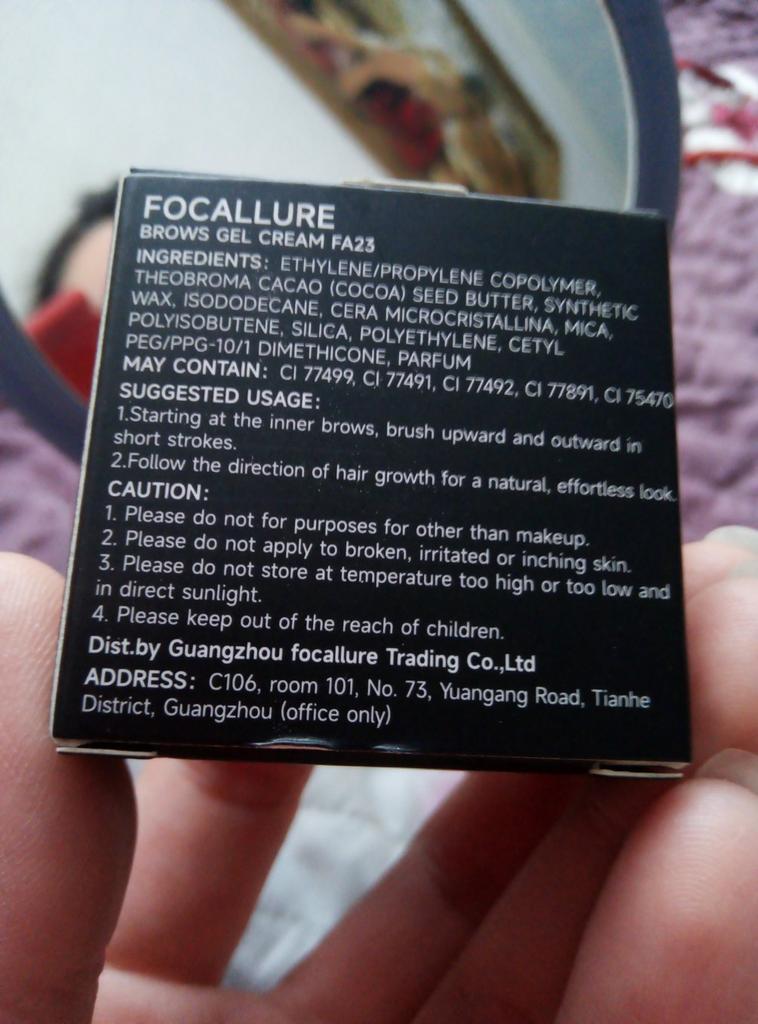 FOCALLURE
BROWS GEL CREAM FA23
INGREDIENTS: ETHYLENE/PROPYLENE COPOLYMER,
THEOBROMA CACAO (COCOA) SEED BUTTER, SYNTHETIC
WAX, ISODODECANE, CERA MICROCRISTALLINA, MICA,
POLYISOBUTENE, SILICA, POLYETHYLENE, CETYL
PEG/PPG-10/1 DIMETHICONE, PARFUM
MAY CONTAIN: CI 77499, CI 77491, CI 77492, CI 77891, CI 75470
SUGGESTED USAGE:
1.Starting at the inner brows, brush upward and outward in
short strokes.
2.Follow the direction of hair growth for a natural, effortless look.
CAUTION:
1. Please do not for purposes for other than makeup.
2. Please do not apply to broken, irritated or inching skin.
3. Please do not store at temperature too high or too low and
in direct sunlight.
4. Please keep out of the reach of children.
Dist.by Guangzhou focallure Trading Co.,Ltd
ADDRESS: C106, room 101, No. 73, Yuangang Road, Tianhe
District, Guangzhou (office only)